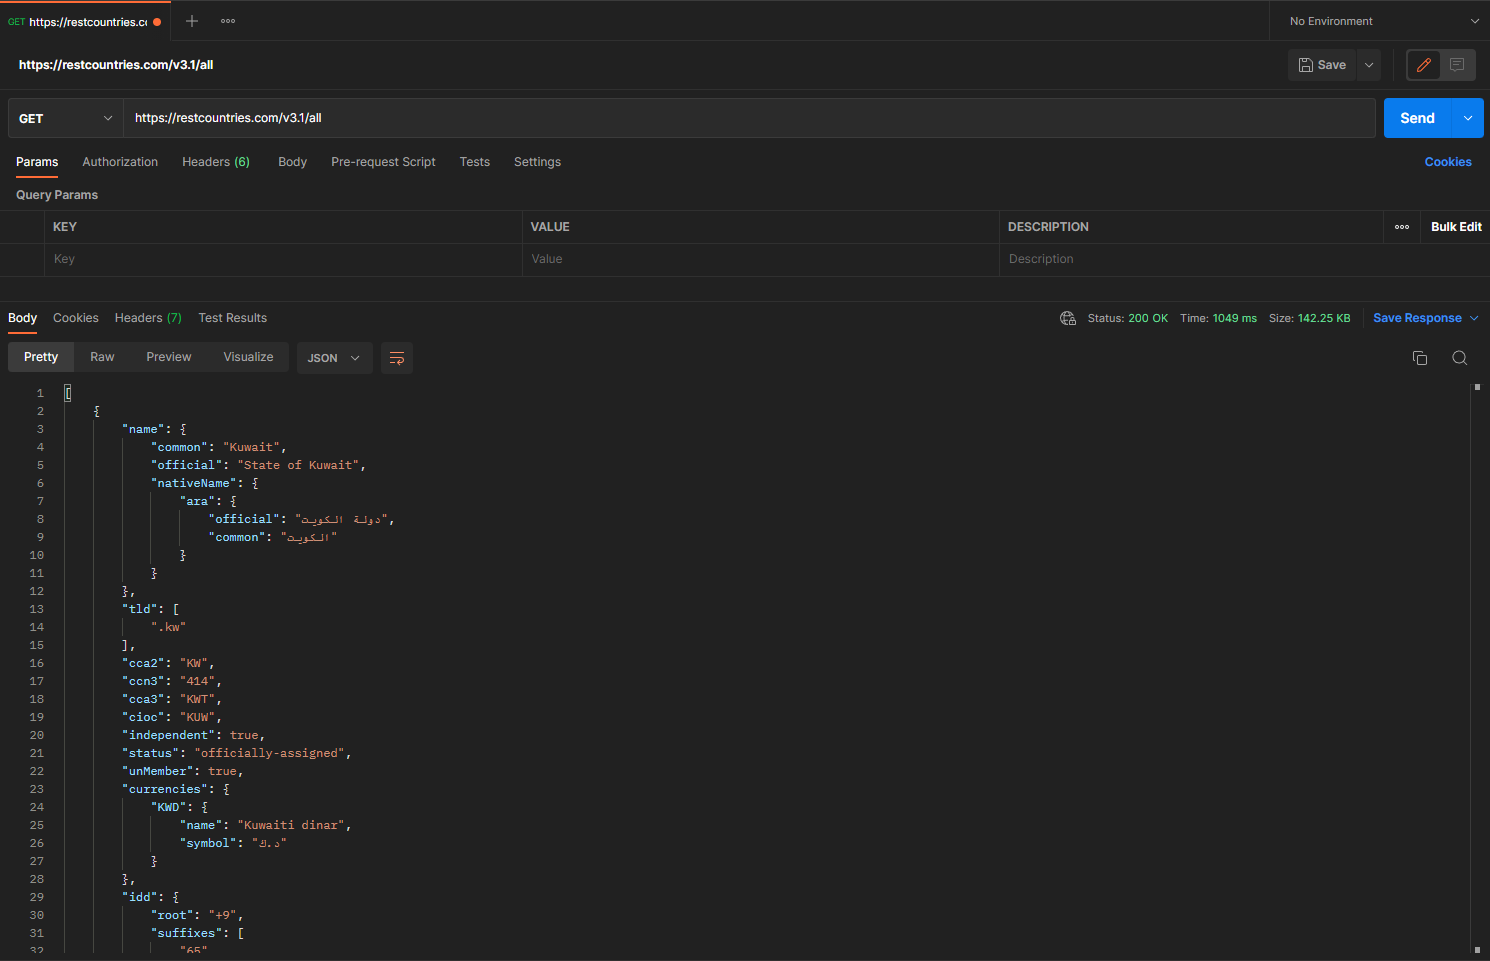 GET https://restcountries.co
No Environment
https://restcountries.com/v3.1/all
Save
GET https://restcountries.com/v3.1/all Send
Params Authorization Headers (6) Body Pre-request Script Tests Settings Cookies
Query Params
KEY VALUE DESCRIPTION Bulk Edit
Key Value Description
Body Cookies Headers (7) Test Results Status: 200 OK Time: 1049 ms Size: 142.25 KB Save Response
Pretty Raw Preview Visualize JSON
1 [
2 {
3 "name": {
4 "common": "Kuwait",
5 "official": "State of Kuwait",
6 "nativeName": {
7 "ara": {
8 "official": "دولة الكويت",
9 "common": "الكويت"
10 }
11 }
12 },
13 "tld": [
14 ".kw"
15 ],
16 "cca2": "KW",
17 "ccn3": "414",
18 "cca3": "KWT",
19 "cioc": "KUW",
20 "independent": true,
21 "status": "officially-assigned",
22 "unMember": true,
23 "currencies": {
24 "KWD": {
25 "name": "Kuwaiti dinar",
26 "symbol": "د.ك"
27 }
28 },
29 "idd": {
30 "root": "+9",
31 "suffixes": [
32 "65"